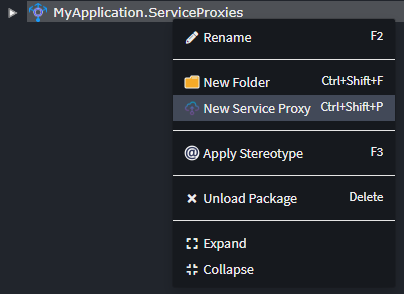 MyApplication.ServiceProxies
Rename F2
New Folder Ctrl+Shift+F
New Service Proxy Ctrl+Shift+P
@ Apply Stereotype F3
Unload Package Delete
Expand
Collapse